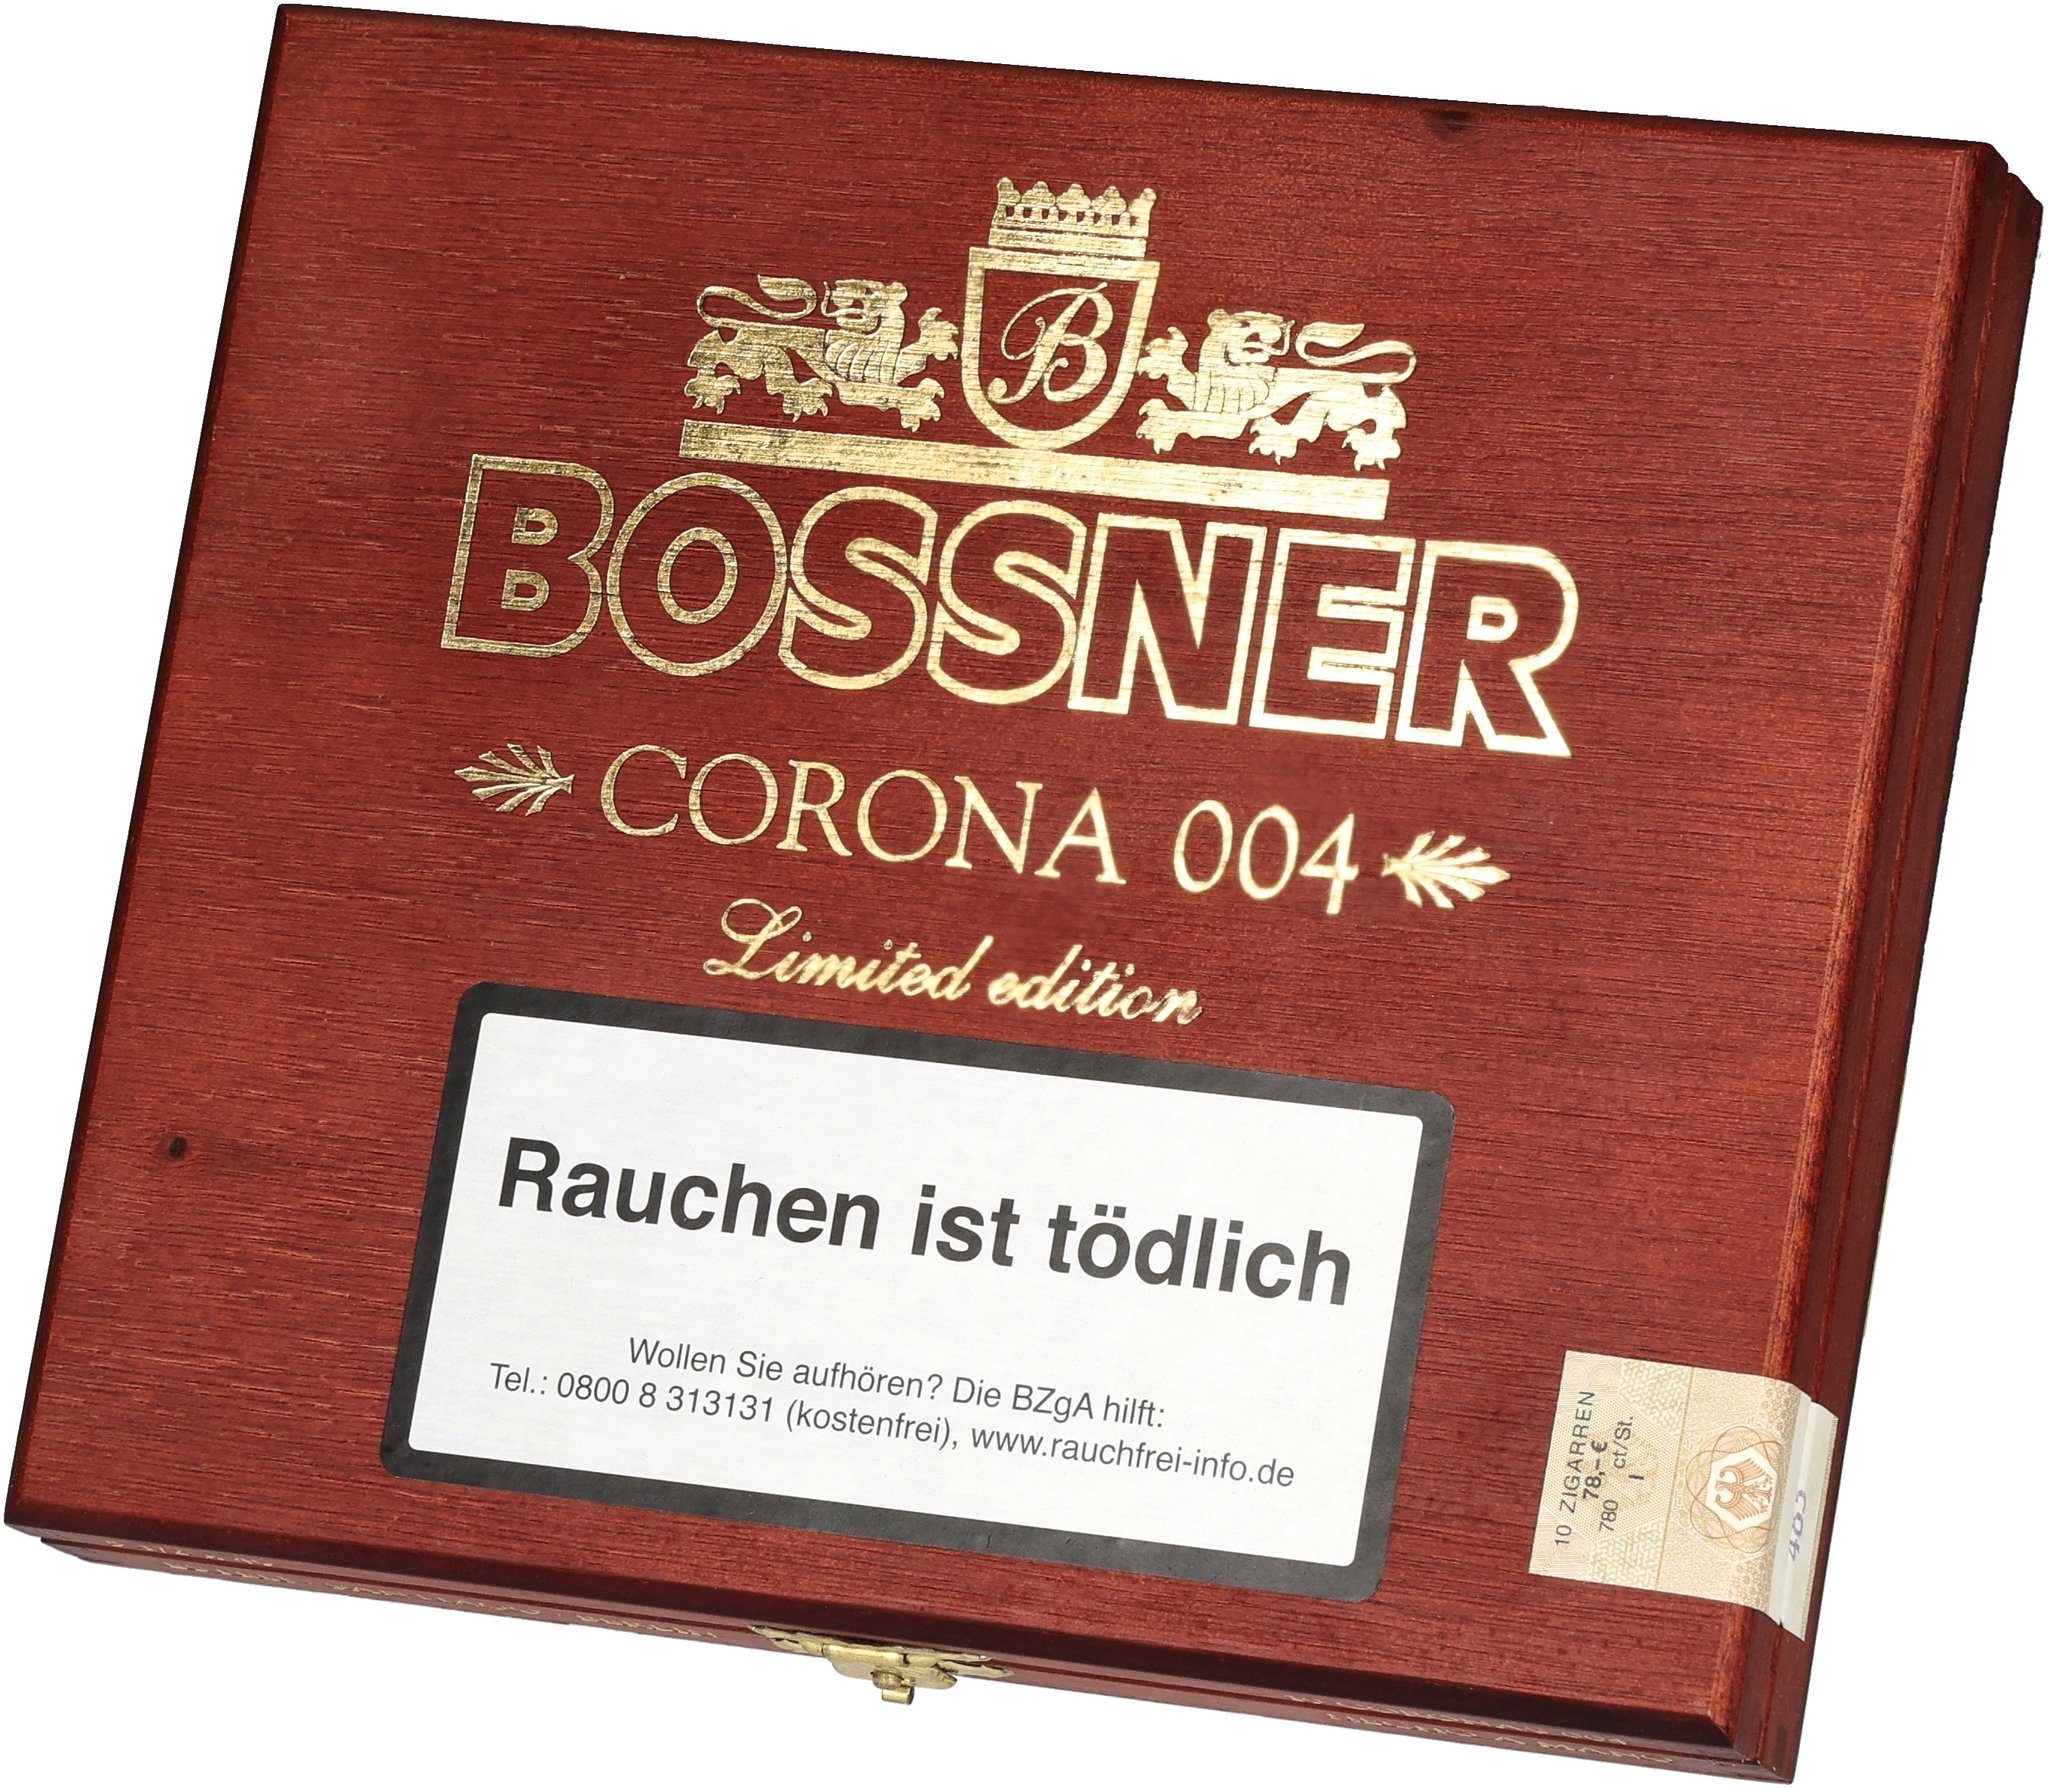 B
BOSSNER
CORONA 004
Limited edition
Rauchen ist tödlich
Wollen Sie aufhören? Die BZgA hilft:
Tel.: 0800 8 313131 (kostenfrei), www.rauchfrei-info.de
10 ZIGARREN
78,- €
780 ct/St.